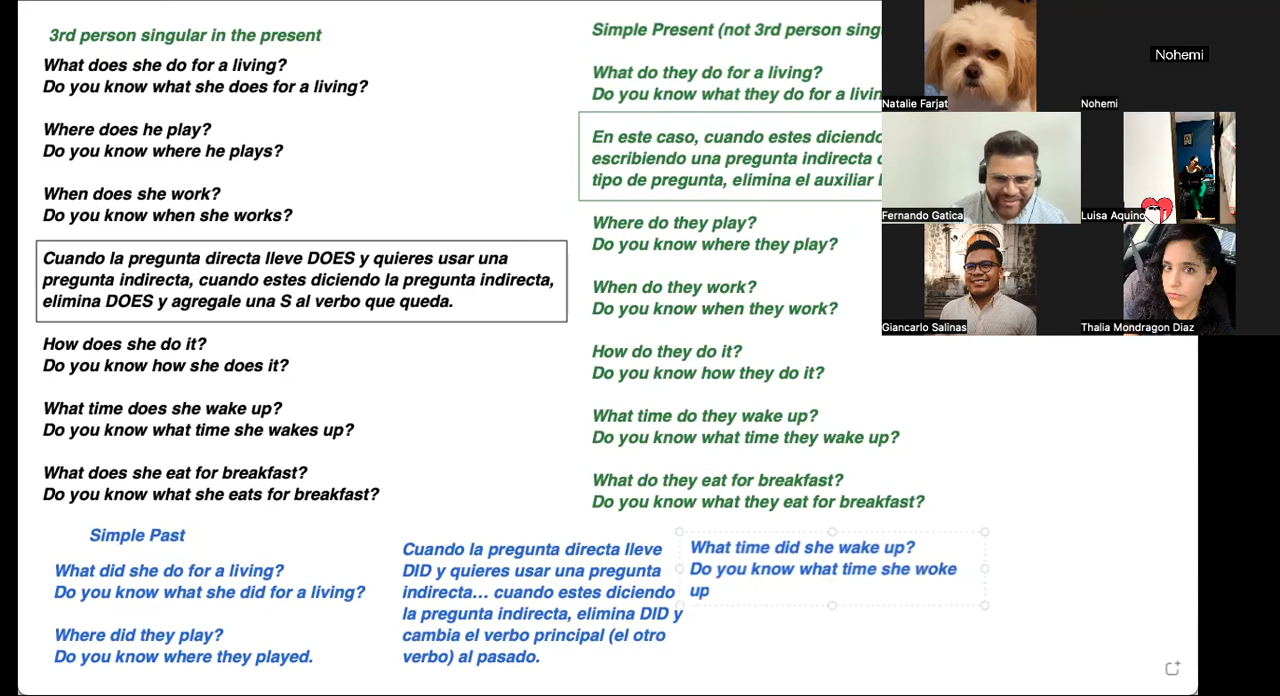 3rd person singular in the present
What does she do for a living?
Do you know what she does for a living?
Where does he play?
Do you know where he plays?
When does she work?
Do you know when she works?
Cuando la pregunta directa lleve DOES y quieres usar una
pregunta indirecta, cuando estes diciendo la pregunta indirecta,
elimina DOES y agregale una S al verbo que queda.
How does she do it?
Do you know how she does it?
What time does she wake up?
Do you know what time she wakes up?
What does she eat for breakfast?
Do you know what she eats for breakfast?
Simple Present (not 3rd person sing
What do they do for a living?
Do you know what they do for a livin
En este caso, cuando estes diciendo
escribiendo una pregunta indirecta
tipo de pregunta, elimina el auxiliar
Where do they play?
Do you know where they play?
When do they work?
Do you know when they work?
How do they do it?
Do you know how they do it?
What time do they wake up?
Do you know what time they wake up?
What do they eat for breakfast?
Do you know what they eat for breakfast?
Simple Past
What did she do for a living?
Do you know what she did for a living?
Where did they play?
Do you know where they played.
Cuando la pregunta directa lleve
DID y quieres usar una pregunta
indirecta... cuando estes diciendo
la pregunta indirecta, elimina DID y
cambia el verbo principal (el otro
verbo) al pasado.
What time did she wake up?
Do you know what time she woke
up
Nohemi
Natalie Farjat
Nohemi
Fernando Gatica
Luisa Aquino
Giancarlo Salinas
Thalia Mondragon Diaz